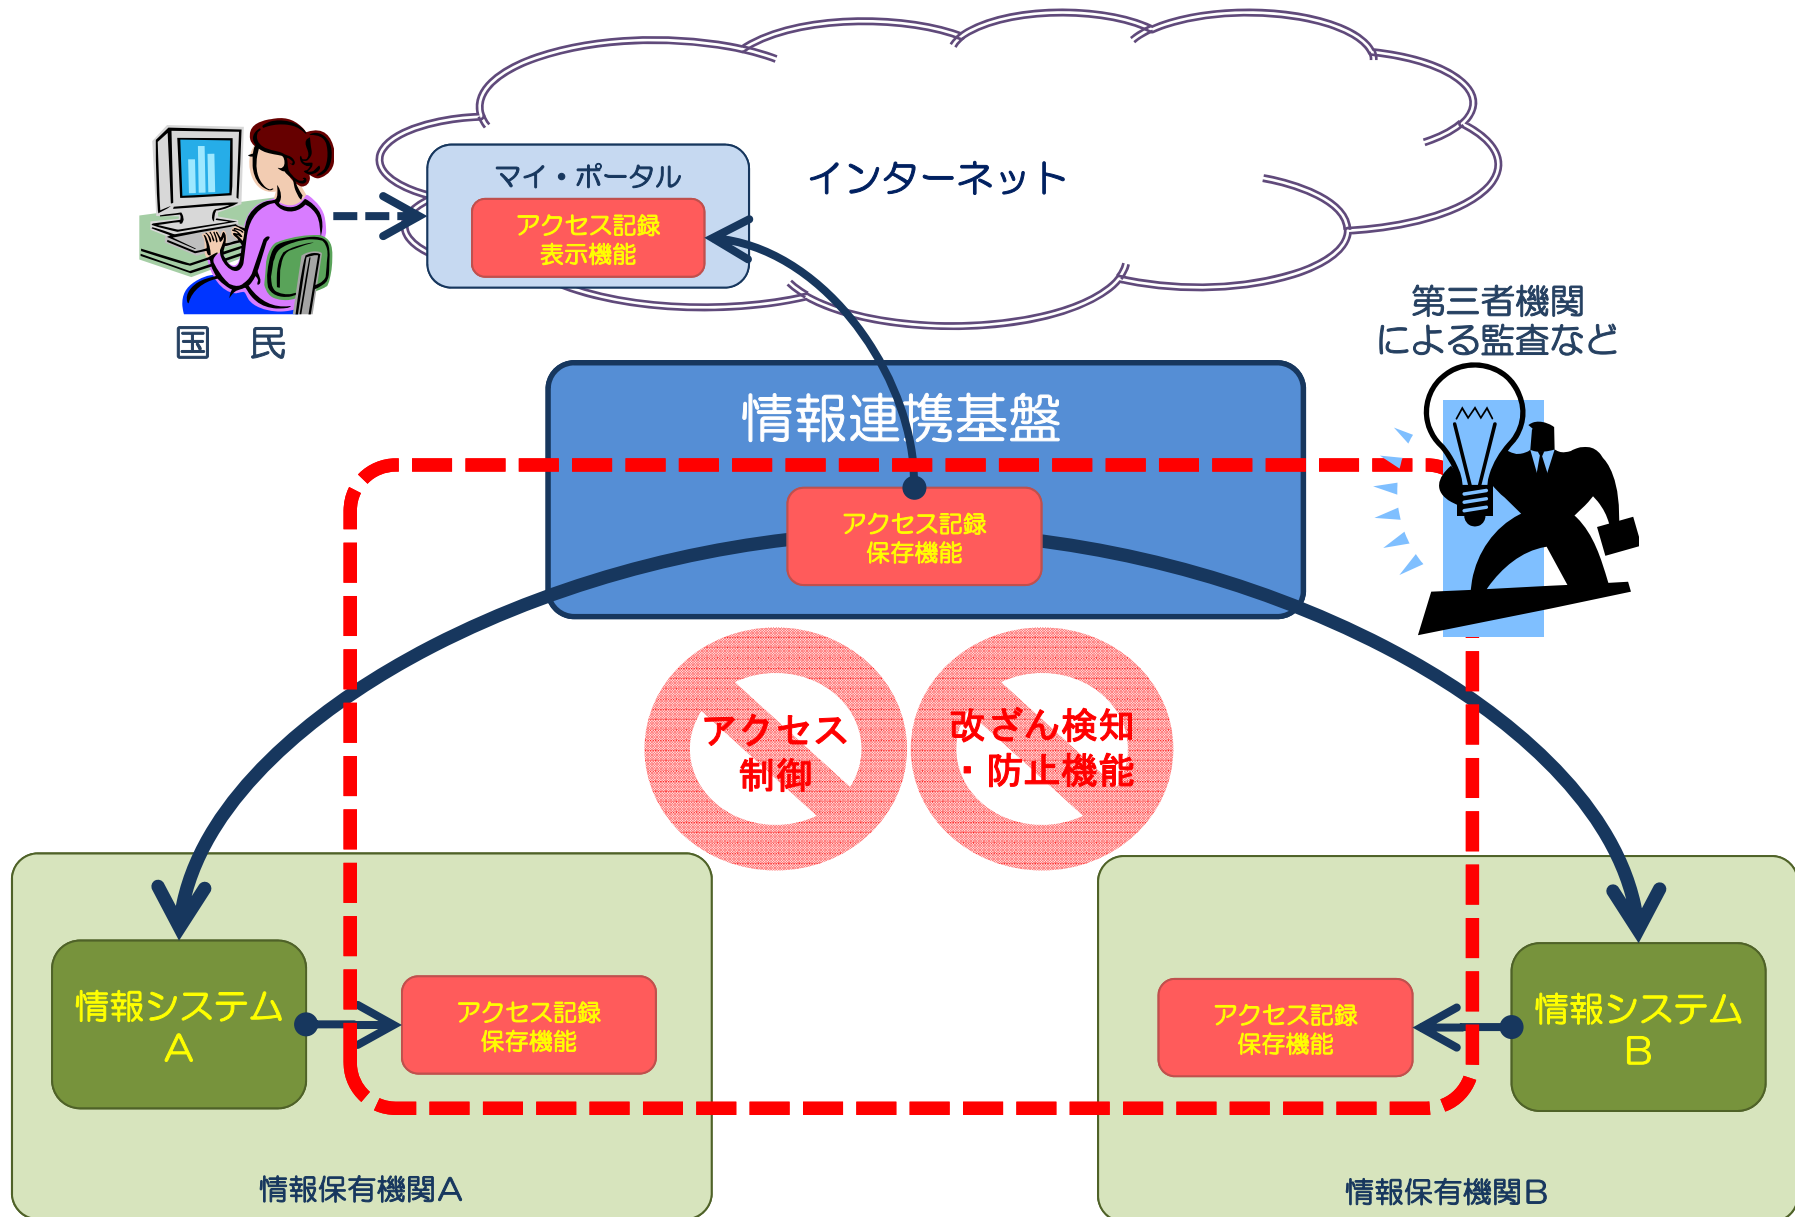 マイ・ポータル
アクセス記録
表示機能
インターネット
国　民
第三者機関
による監査など
情報連携基盤
アクセス記録
保存機能
アクセス
制御
改ざん検知
・防止機能
情報システム
A
アクセス記録
保存機能
情報保有機関A
アクセス記録
保存機能
情報システム
B
情報保有機関B